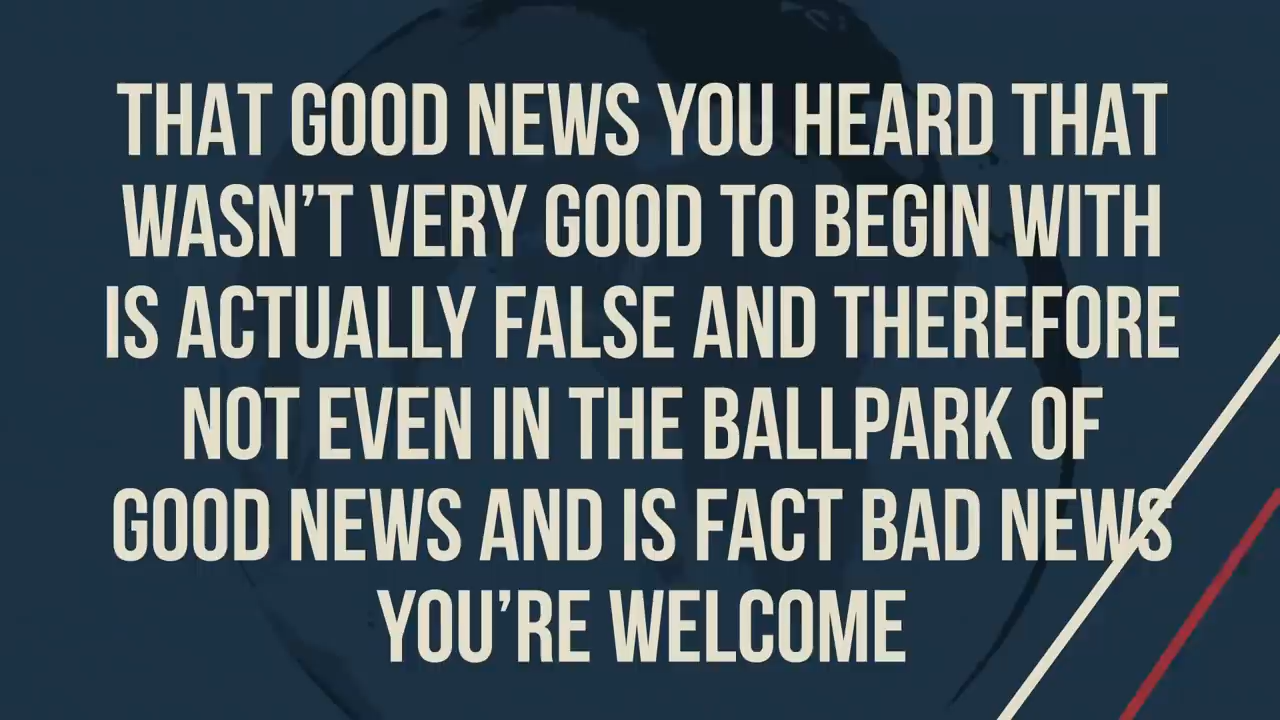 THAT GOOD NEWS YOU HEARD THAT
WASN'T VERY GOOD TO BEGIN WITH
IS ACTUALLY FALSE AND THEREFORE
NOT EVEN IN THE BALLPARK OF
GOOD NEWS AND IS FACT BAD NEWS
YOU'RE WELCOME